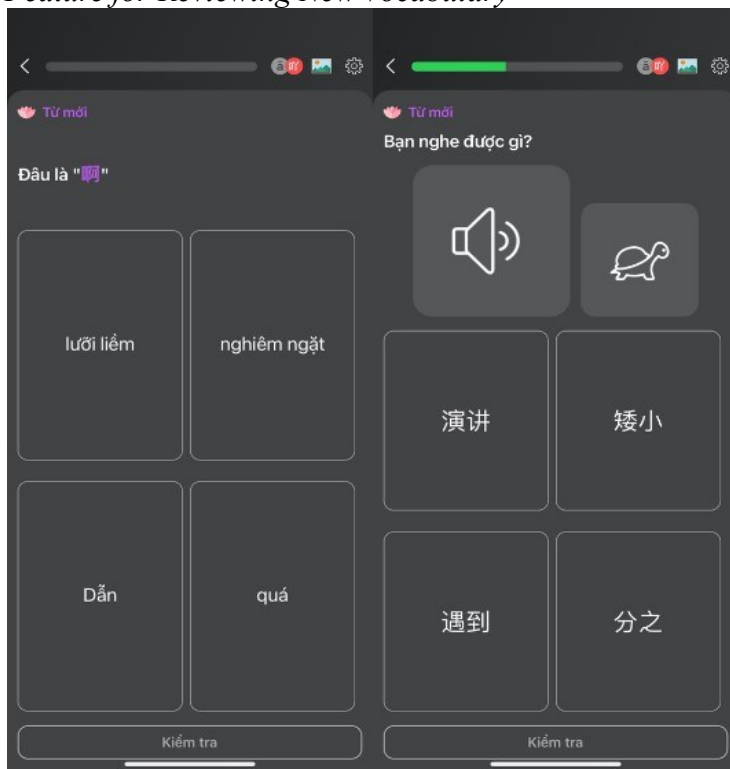 Feature for Reviewing New Vocabulary
Từ mới
Đâu là "啊"
lưỡi liềm
nghiêm ngặt
Dẫn
quá
Kiểm tra
Từ mới
Bạn nghe được gì?
演讲
矮小
遇到
分之
Kiểm tra